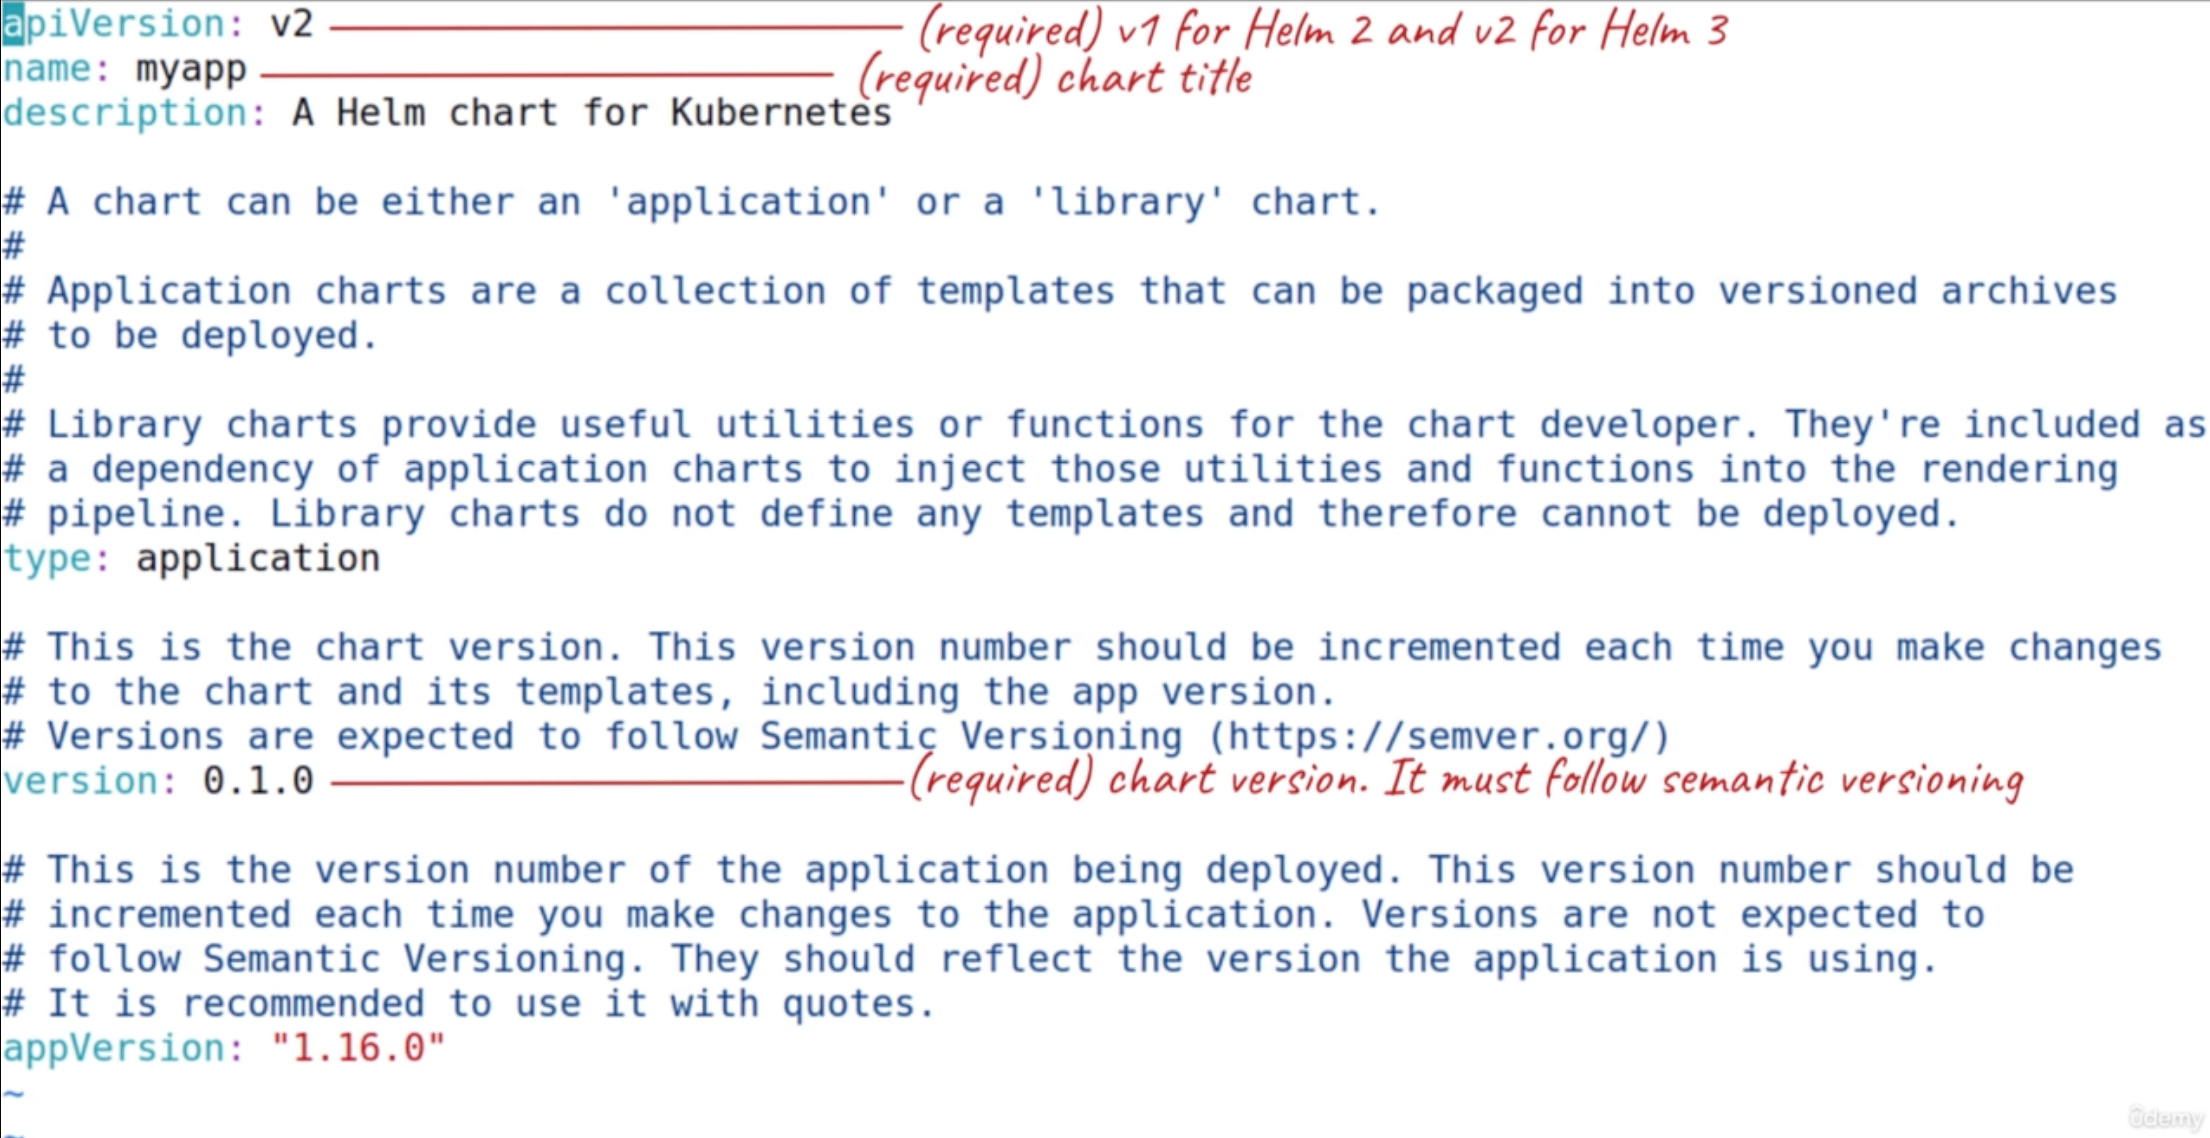 apiVersion: v2 (required) v1 for Helm 2 and v2 for Helm 3
name: myapp (required) chart title
description: A Helm chart for Kubernetes
# A chart can be either an 'application' or a 'library' chart.
#
# Application charts are a collection of templates that can be packaged into versioned archives
# to be deployed.
#
# Library charts provide useful utilities or functions for the chart developer. They're included as
# a dependency of application charts to inject those utilities and functions into the rendering
# pipeline. Library charts do not define any templates and therefore cannot be deployed.
type: application
# This is the chart version. This version number should be incremented each time you make changes
# to the chart and its templates, including the app version.
# Versions are expected to follow Semantic Versioning (https://semver.org/)
version: 0.1.0 (required) chart version. It must follow semantic versioning
# This is the version number of the application being deployed. This version number should be
# incremented each time you make changes to the application. Versions are not expected to
# follow Semantic Versioning. They should reflect the version the application is using.
# It is recommended to use it with quotes.
appVersion: "1.16.0"
~
~
ûdemy